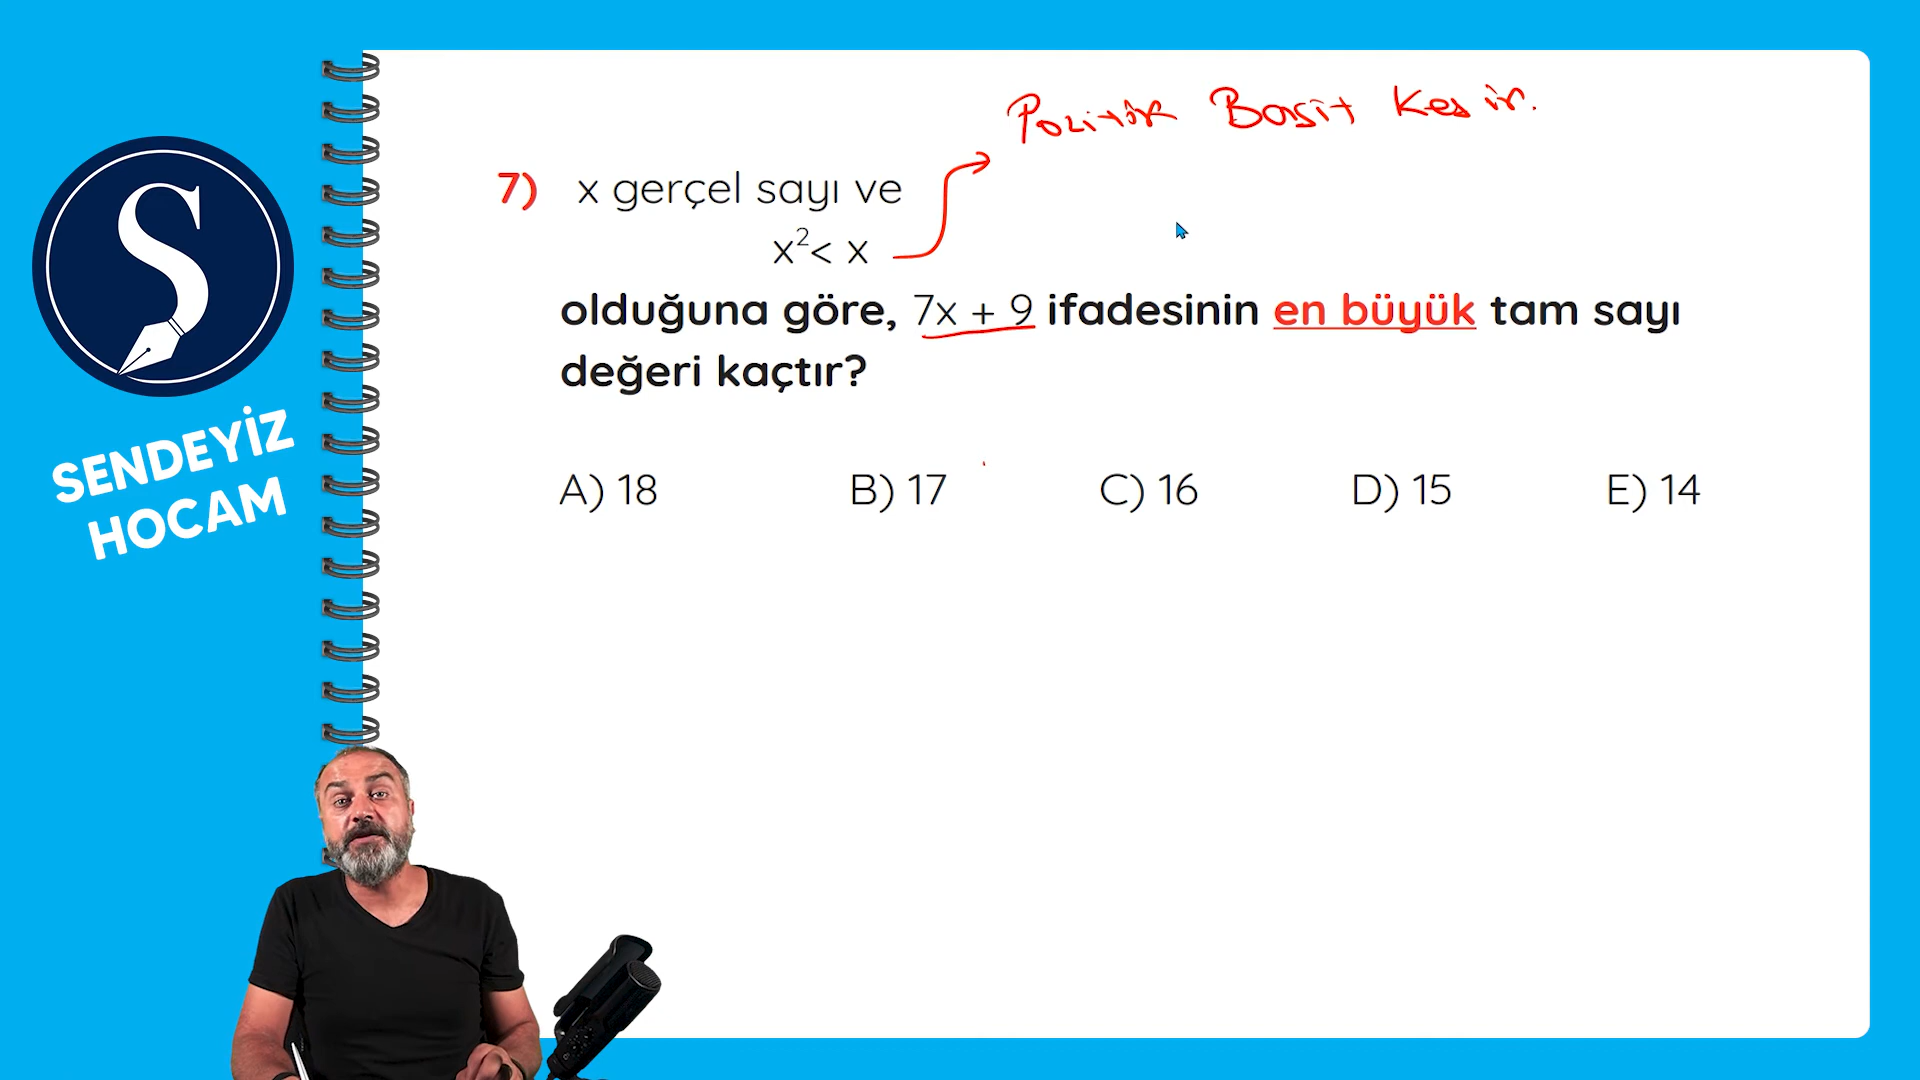 Pozitif Basit Kesir.
7) x gerçel sayı ve
x²< x
olduğuna göre, 7x + 9 ifadesinin en büyük tam sayı
değeri kaçtır?
A) 18 B) 17 C) 16 D) 15 E) 14
S
SENDEYİZ
HOCAM